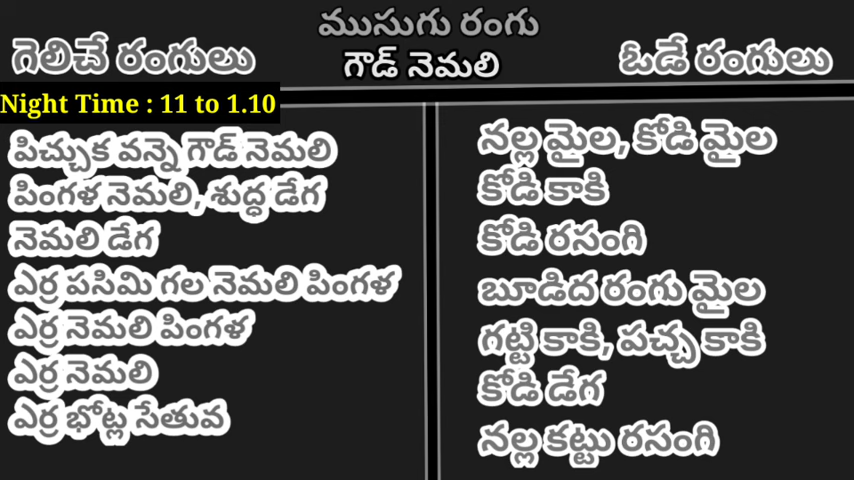 ముసుగు రంగు
గౌడ్ నెమలి
గెలిచే రంగులు
ఓడే రంగులు
Night Time : 11 to 1.10
పిచ్చుక వన్నె గౌడ్ నెమలి
పింగళ నెమలి, శుద్ధ డేగ
నెమలి డేగ
ఎర్ర పసిమి గల నెమలి పింగళ
ఎర్ర నెమలి పింగళ
ఎర్ర నెమలి
ఎర్ర భోట్ల సేతువ
నల్ల మైల, కోడి మైల
కోడి కాకి
కోడి రసంగి
బూడిద రంగు మైల
గట్టి కాకి, పచ్చ కాకి
కోడి డేగ
నల్ల కట్టు రసంగి